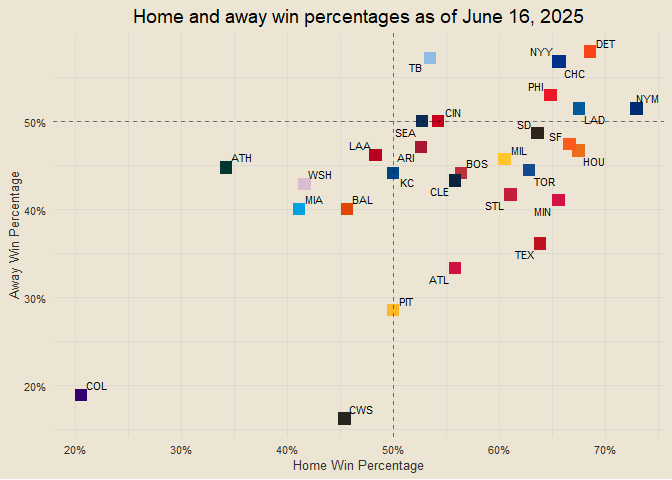 Home and away win percentages as of June 16, 2025
DET
NYY
TB
CHC
PHI
NYM
CIN
LAD
50%
SEA
SD
SF
LAA
ARI
MIL
HOU
ATH
BOS
WSH
KC
TOR
CLE
MIA
BAL
STL
MIN
40%
Away Win Percentage
TEX
ATL
30%
PIT
COL
20%
CWS
20%
30%
40%
50%
60%
70%
Home Win Percentage